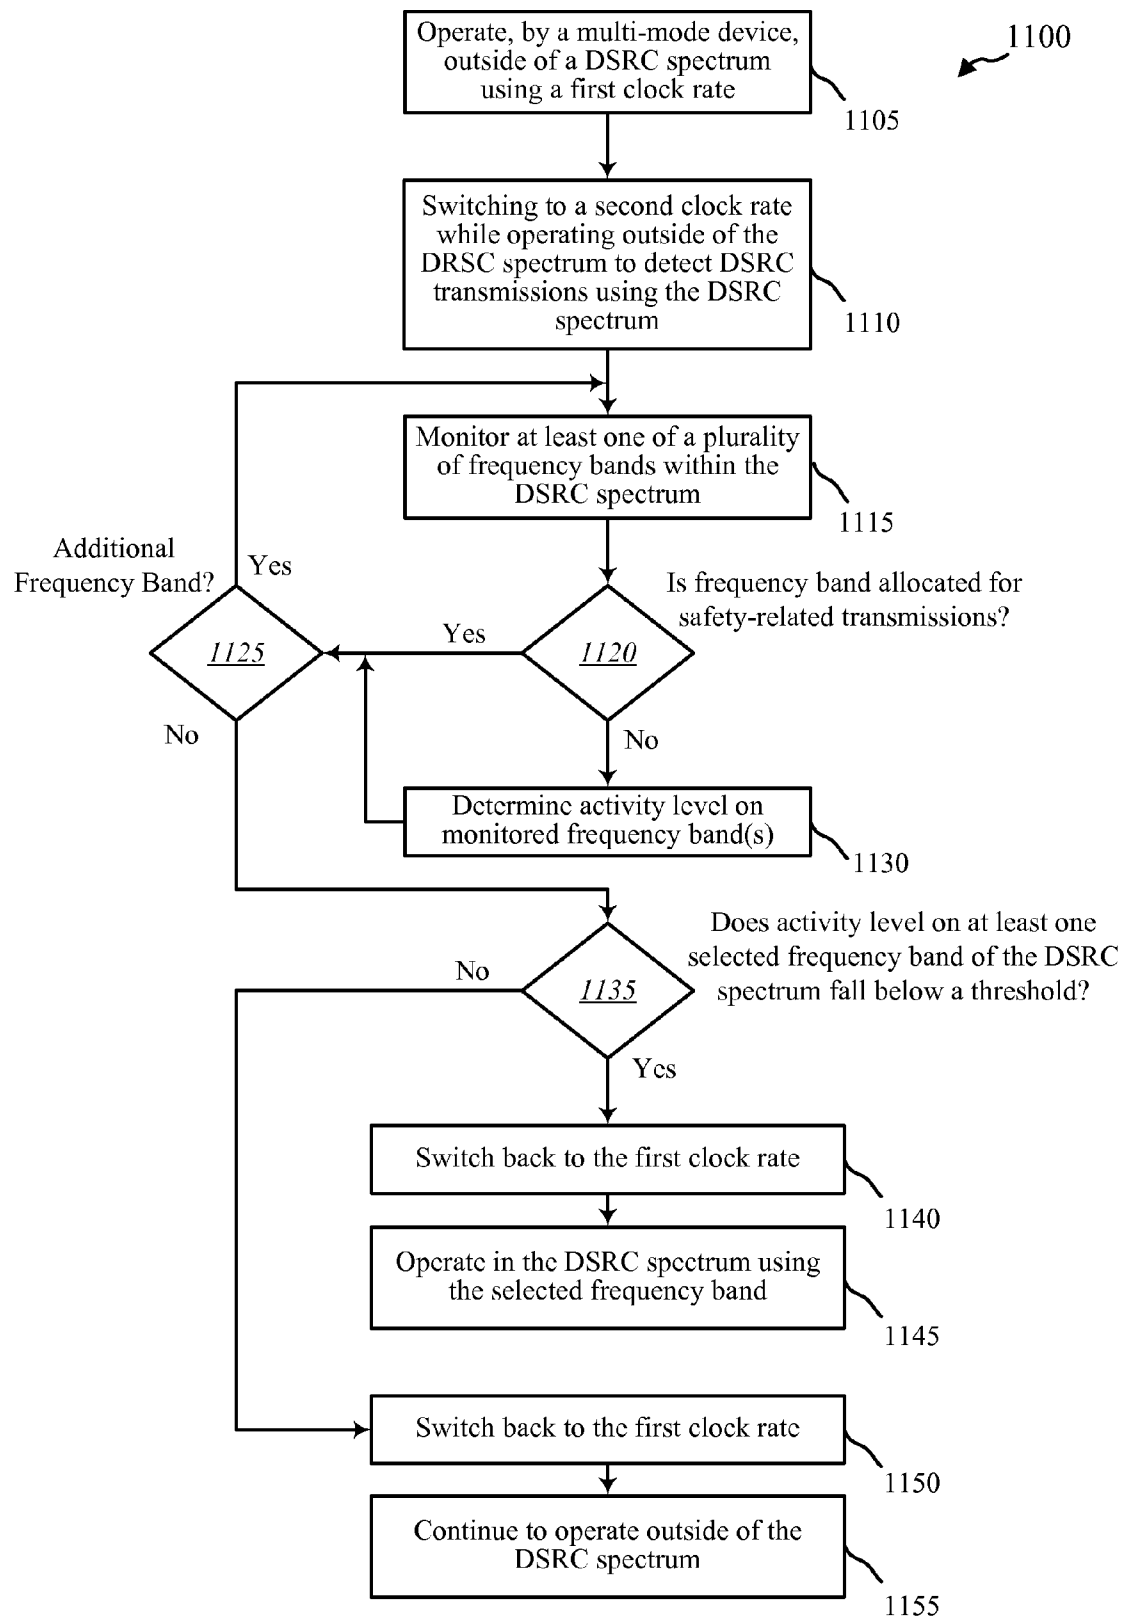 Operate, by a multi-mode device,
outside of a DSRC spectrum
using a first clock rate
1100
1105
Switching to a second clock rate
while operating outside of the
DRSC spectrum to detect DSRC
transmissions using the DSRC
spectrum
1110
Monitor at least one of a plurality
of frequency bands within the
DSRC spectrum
1115
Additional
Frequency Band?
Yes
Is frequency band allocated for
safety-related transmissions?
1125
Yes
1120
No
No
Determine activity level on
monitored frequency band(s)
1130
Does activity level on at least one
selected frequency band of the DSRC
spectrum fall below a threshold?
No
1135
Yes
Switch back to the first clock rate
1140
Operate in the DSRC spectrum using
the selected frequency band
1145
Switch back to the first clock rate
1150
Continue to operate outside of the
DSRC spectrum
1155